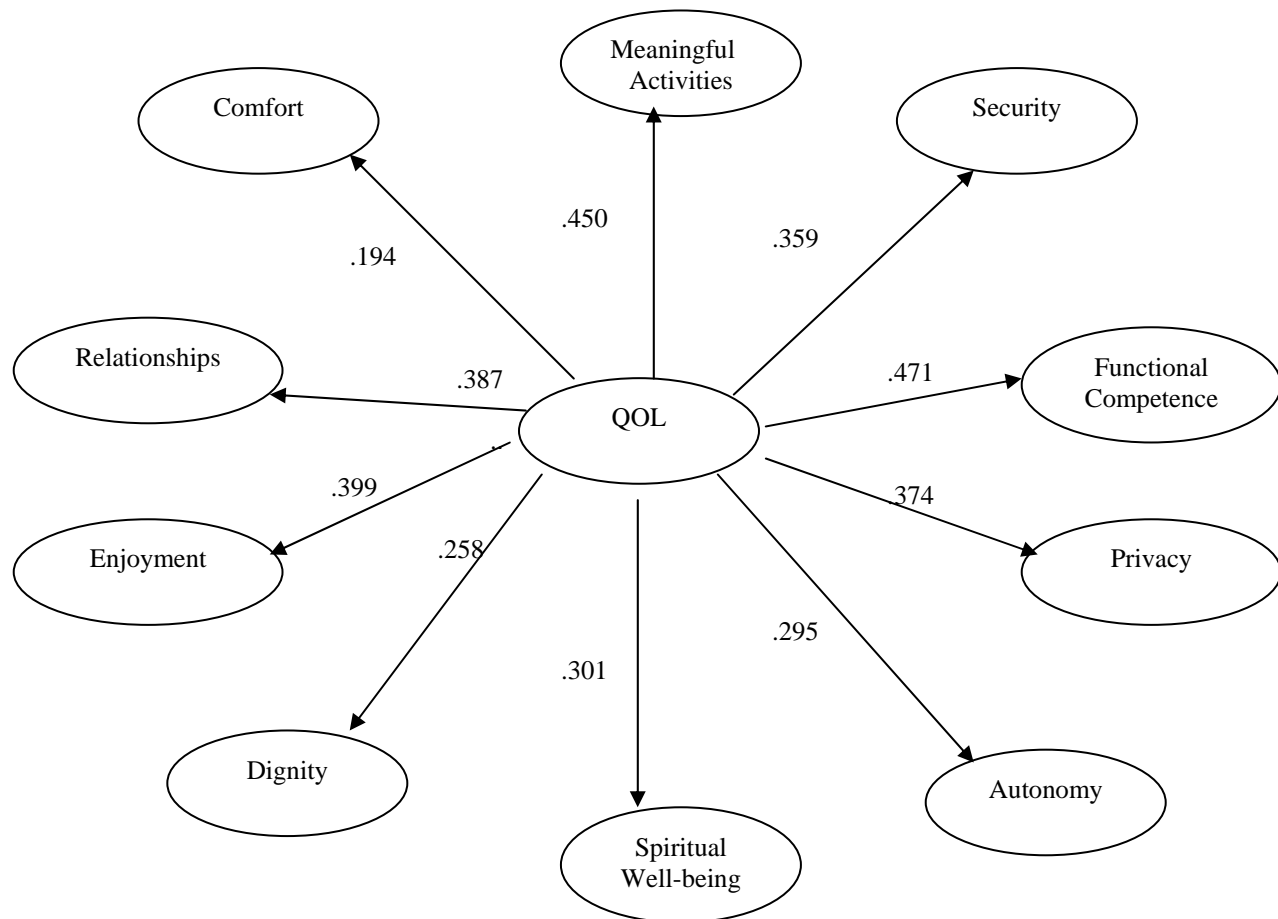 Meaningful
Activities
Comfort
Security
.450
.359
.194
Relationships
.387
.471
Functional
Competence
QOL
..
.399
.374
Enjoyment
.258
Privacy
.295
.301
Dignity
Autonomy
Spiritual
Well-being